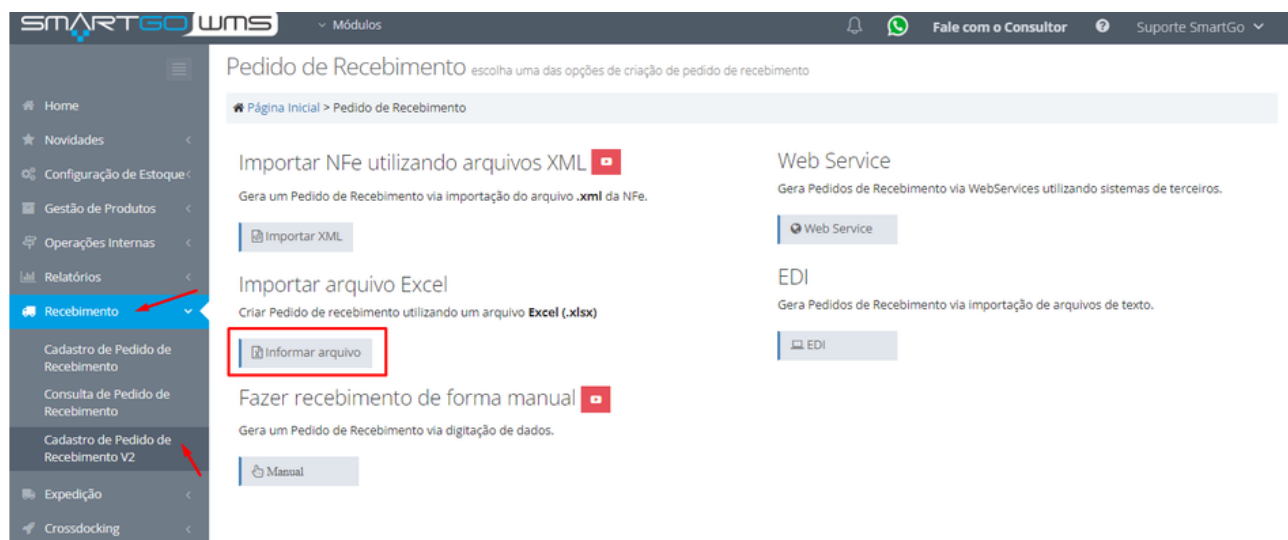 SMARTGO WMS
Módulos
Fale com o Consultor
Suporte SmartGo
Home
Novidades
Configuração de Estoque
Gestão de Produtos
Operações Internas
Relatórios
Recebimento
Cadastro de Pedido de
Recebimento
Consulta de Pedido de
Recebimento
Cadastro de Pedido de
Recebimento V2
Expedição
Crossdocking
Pedido de Recebimento escolha uma das opções de criação de pedido de recebimento
Página Inicial > Pedido de Recebimento
Importar NFe utilizando arquivos XML
Gera um Pedido de Recebimento via importação do arquivo .xml da NFe.
Importar XML
Importar arquivo Excel
Criar Pedido de recebimento utilizando um arquivo Excel (.xlsx)
Informar arquivo
Fazer recebimento de forma manual
Gera um Pedido de Recebimento via digitação de dados.
Manual
Web Service
Gera Pedidos de Recebimento via WebServices utilizando sistemas de terceiros.
Web Service
EDI
Gera Pedidos de Recebimento via importação de arquivos de texto.
EDI